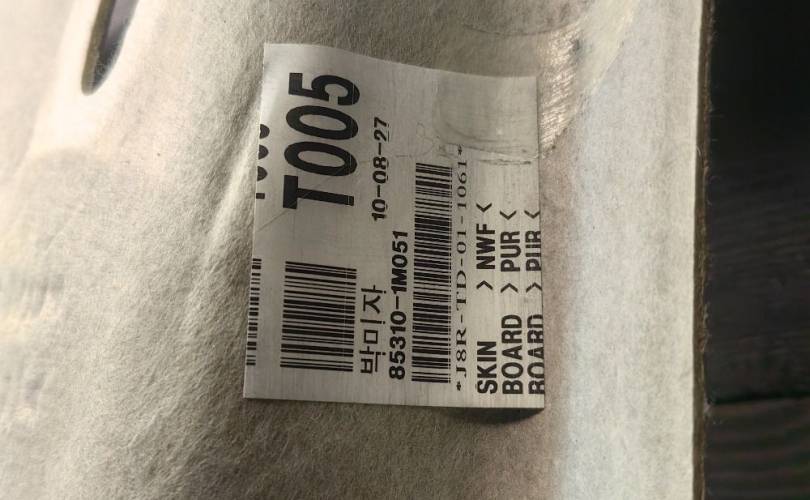 T005
10-08-27
박미자
85310-1M051
*J8R-TD-01-1061*
SKIN >NWF<
BOARD >PUR<
BOARD >PUR<